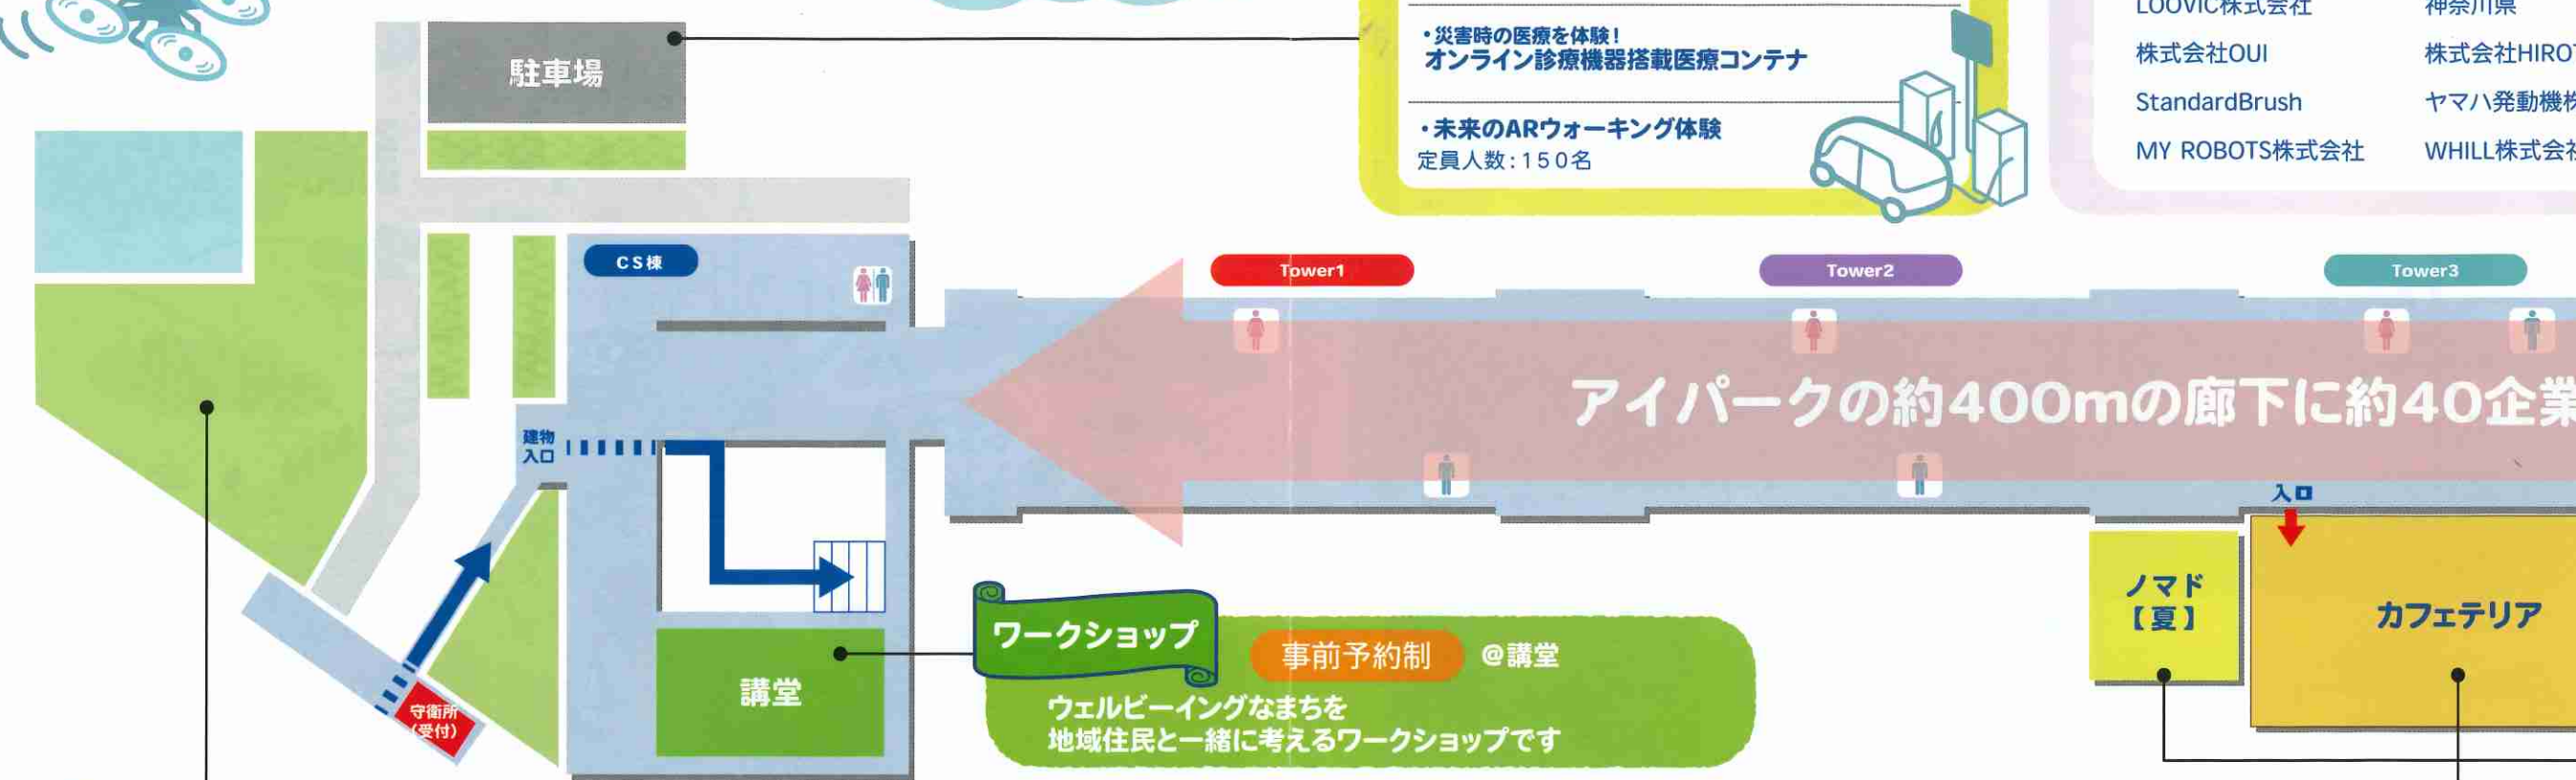 駐車場
・災害時の医療を体験！
オンライン診療機器搭載医療コンテナ
・未来のARウォーキング体験
定員人数：150名
LOOVIC株式会社
神奈川県
株式会社OUI
株式会社HIRO
StandardBrush
ヤマハ発動機株
MY ROBOTS株式会社
WHILL株式会社
CS棟
Tower1
Tower2
Tower3
アイパークの約400mの廊下に約40企業
建物
入口
入口
ノマド
【夏】
カフェテリア
ワークショップ
事前予約制
@講堂
ウェルビーイングなまちを
地域住民と一緒に考えるワークショップです
講堂
守衛所
（受付）